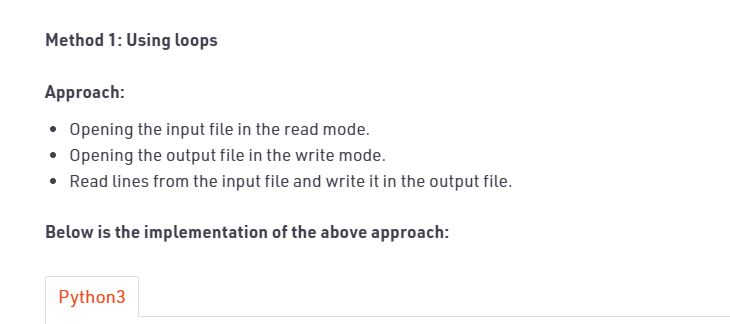 Method 1: Using loops
Approach:
Opening the input file in the read mode.
Opening the output file in the write mode.
Read lines from the input file and write it in the output file.
Below is the implementation of the above approach:
Python3